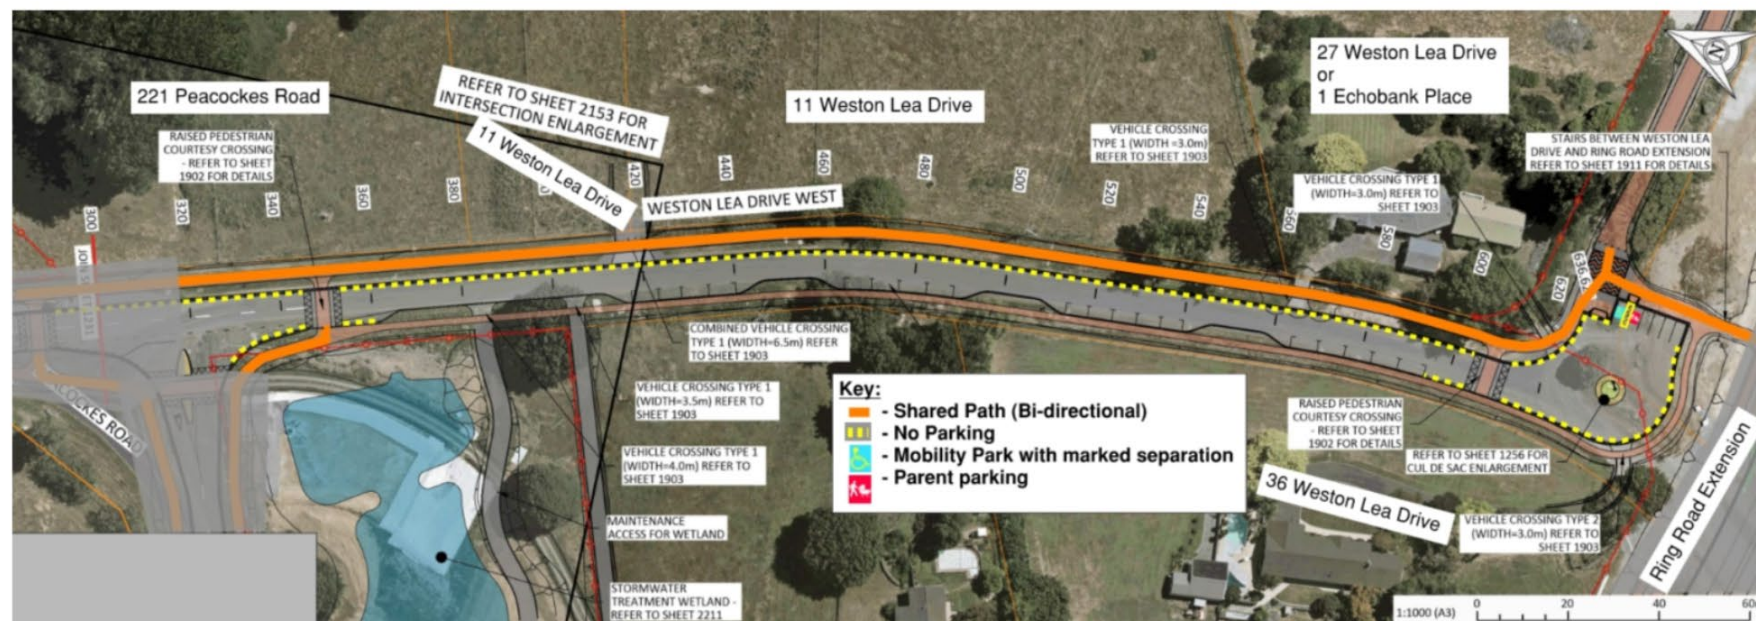 221 Peacockes Road
RAISED PEDESTRIAN
COURTESY CROSSING
- REFER TO SHEET
1902 FOR DETAILS
REFER TO SHEET 2153 FOR
INTERSECTION ENLARGEMENT
11 Weston Lea Drive
11 Weston Lea Drive
WESTON LEA DRIVE WEST
27 Weston Lea Drive
or
1 Echobank Place
N
VEHICLE CROSSING
TYPE 1 (WIDTH =3.0m)
REFER TO SHEET 1903
STAIRS BETWEEN WESTON LEA
DRIVE AND RING ROAD EXTENSION
REFER TO SHEET 1911 FOR DETAILS
VEHICLE CROSSING TYPE 1
(WIDTH=3.0m) REFER TO
SHEET 1903
300
320
340
360
380
420
440
460
480
500
520
540
560
580
600
620
COMBINED VEHICLE CROSSING
TYPE 1 (WIDTH=6.5m) REFER
TO SHEET 1903
VEHICLE CROSSING TYPE 1
(WIDTH=3.5m) REFER TO
SHEET 1903
VEHICLE CROSSING TYPE 1
(WIDTH=4.0m) REFER TO
SHEET 1903
MAINTENANCE
ACCESS FOR WETLAND
STORMWATER
TREATMENT WETLAND -
REFER TO SHEET 2211
Key:
- Shared Path (Bi-directional)
- No Parking
- Mobility Park with marked separation
- Parent parking
RAISED PEDESTRIAN
COURTESY CROSSING
- REFER TO SHEET
1902 FOR DETAILS
REFER TO SHEET 1256 FOR
CUL DE SAC ENLARGEMENT
36 Weston Lea Drive
VEHICLE CROSSING TYPE 2
(WIDTH=3.0m) REFER TO
SHEET 1903
Ring Road Extension
1:1000 (A3)
0 20 40 60